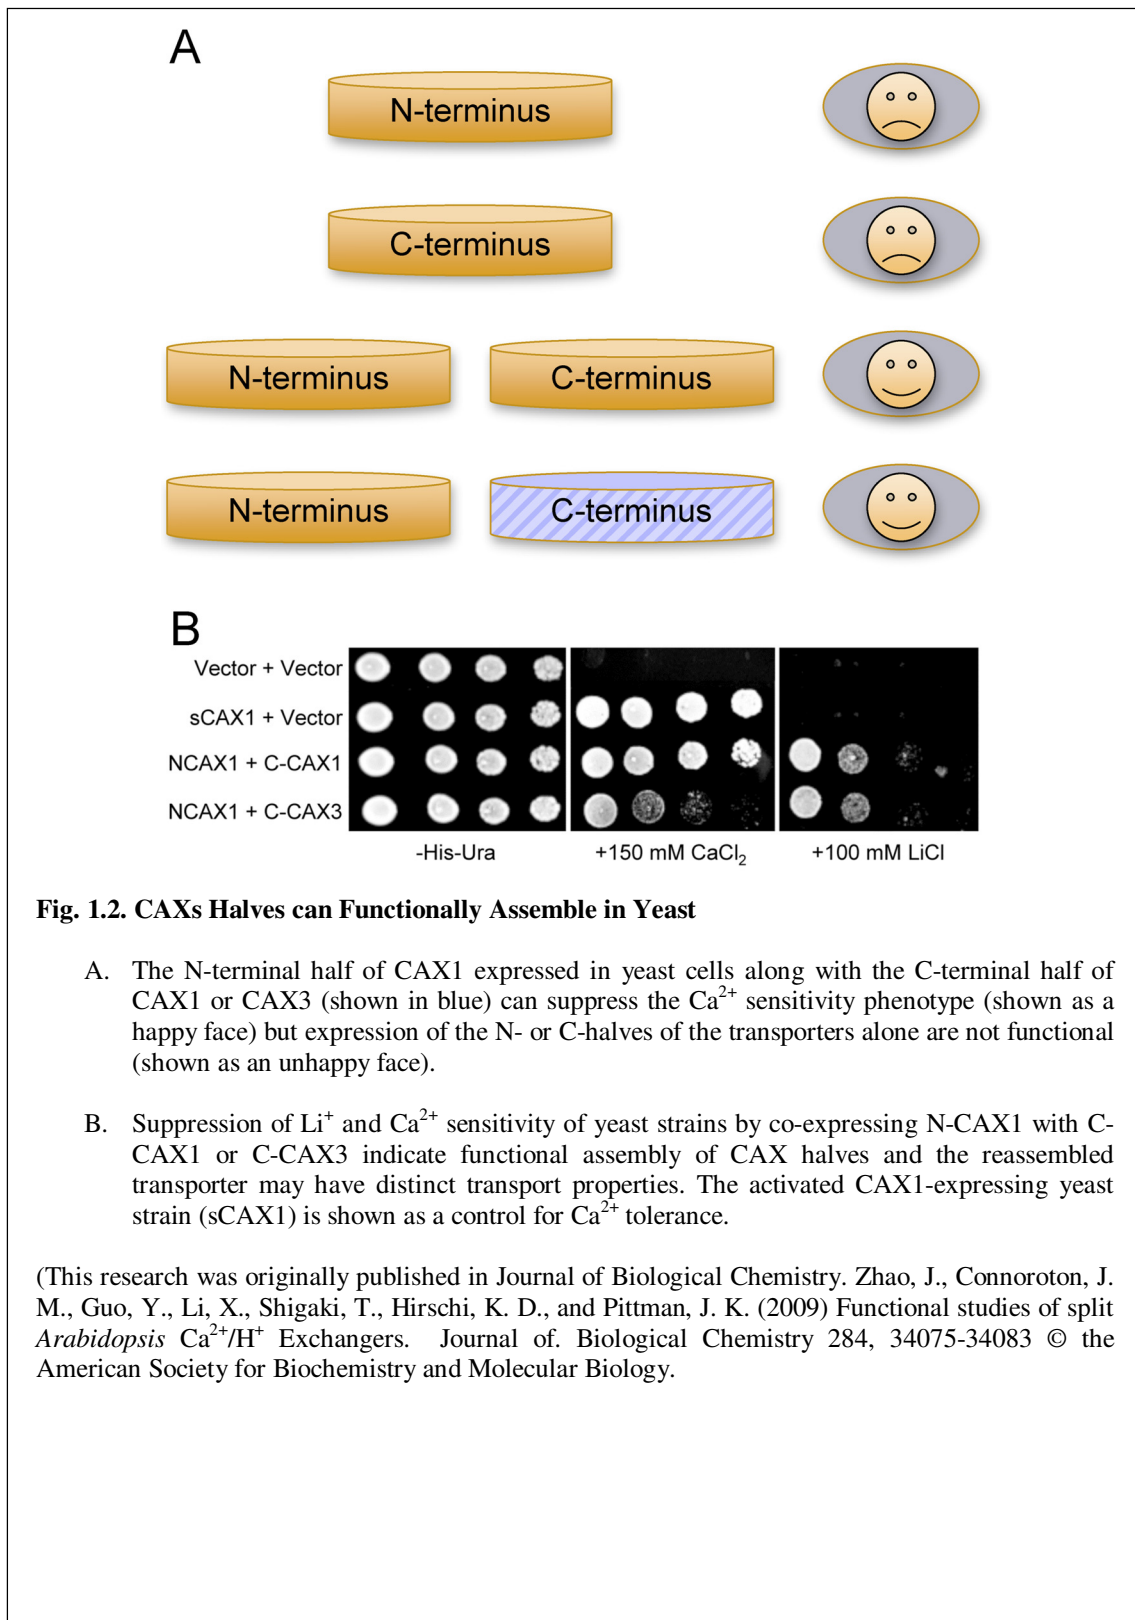 A
N-terminus
C-terminus
N-terminus C-terminus
N-terminus C-terminus
B
Vector + Vector
sCAX1 + Vector
NCAX1 + C-CAX1
NCAX1 + C-CAX3
-His-Ura +150 mM CaCl₂ +100 mM LiCl
Fig. 1.2. CAXs Halves can Functionally Assemble in Yeast
A. The N-terminal half of CAX1 expressed in yeast cells along with the C-terminal half of
CAX1 or CAX3 (shown in blue) can suppress the Ca²⁺ sensitivity phenotype (shown as a
happy face) but expression of the N- or C-halves of the transporters alone are not functional
(shown as an unhappy face).
B. Suppression of Li⁺ and Ca²⁺ sensitivity of yeast strains by co-expressing N-CAX1 with C-
CAX1 or C-CAX3 indicate functional assembly of CAX halves and the reassembled
transporter may have distinct transport properties. The activated CAX1-expressing yeast
strain (sCAX1) is shown as a control for Ca²⁺ tolerance.
(This research was originally published in Journal of Biological Chemistry. Zhao, J., Connoroton, J.
M., Guo, Y., Li, X., Shigaki, T., Hirschi, K. D., and Pittman, J. K. (2009) Functional studies of split
Arabidopsis Ca²⁺/H⁺ Exchangers. Journal of. Biological Chemistry 284, 34075-34083 © the
American Society for Biochemistry and Molecular Biology.